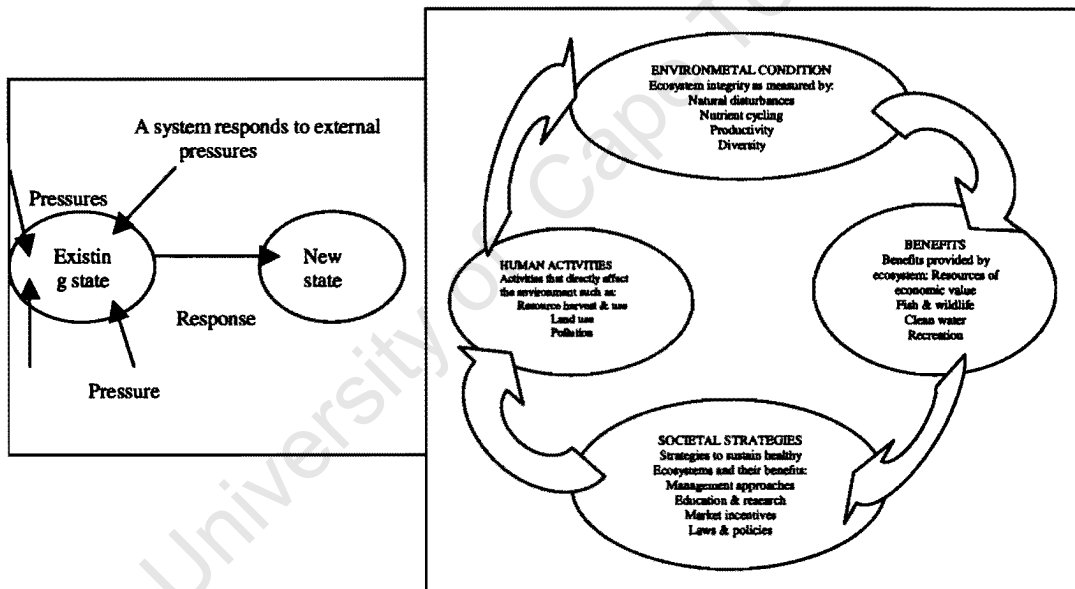 A system responds to external
pressures
Pressures
Existin
g state
New
state
Response
Pressure
ENVIRONMETAL CONDITION
Ecosystem integrity as measured by:
Natural disturbances
Nutrient cycling
Productivity
Diversity
BENEFITS
Benefits provided by
ecosystem: Resources of
economic value
Fish & wildlife
Clean water
Recreation
HUMAN ACTIVITIES
Activities that directly affect
the environment such as:
Resource harvest & use
Land use
Pollution
SOCIETAL STRATEGIES
Strategies to sustain healthy
Ecosystems and their benefits:
Management approaches
Education & research
Market incentives
Laws & policies
University of Cape To